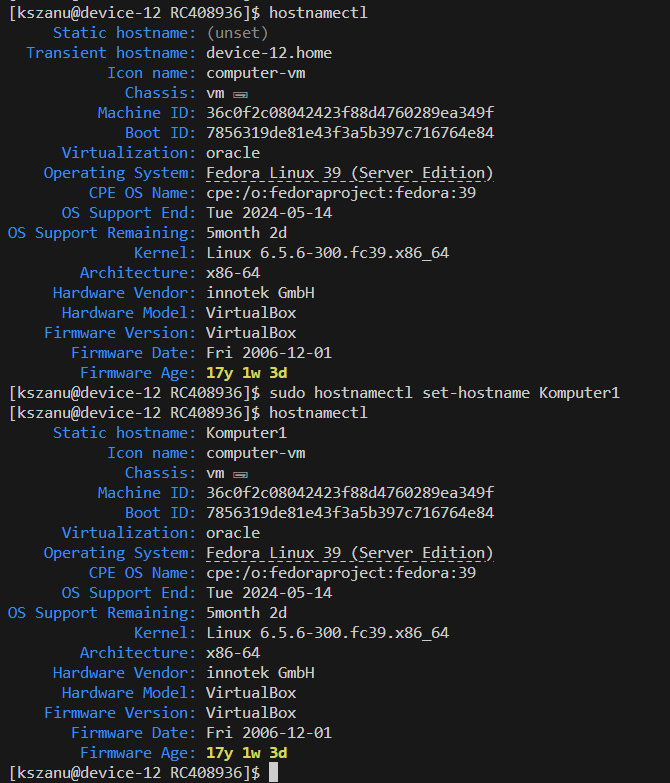 [kszanu@device-12 RC408936]$ hostnamectl
Static hostname: (unset)
Transient hostname: device-12.home
Icon name: computer-vm
Chassis: vm
Machine ID: 36c0f2c08042423f88d4760289ea349f
Boot ID: 7856319de81e43f3a5b397c716764e84
Virtualization: oracle
Operating System: Fedora Linux 39 (Server Edition)
CPE OS Name: cpe:/o:fedoraproject:fedora:39
OS Support End: Tue 2024-05-14
OS Support Remaining: 5month 2d
Kernel: Linux 6.5.6-300.fc39.x86_64
Architecture: x86-64
Hardware Vendor: innotek GmbH
Hardware Model: VirtualBox
Firmware Version: VirtualBox
Firmware Date: Fri 2006-12-01
Firmware Age: 17y 1w 3d
[kszanu@device-12 RC408936]$ sudo hostnamectl set-hostname Komputer1
[kszanu@device-12 RC408936]$ hostnamectl
Static hostname: Komputer1
Icon name: computer-vm
Chassis: vm
Machine ID: 36c0f2c08042423f88d4760289ea349f
Boot ID: 7856319de81e43f3a5b397c716764e84
Virtualization: oracle
Operating System: Fedora Linux 39 (Server Edition)
CPE OS Name: cpe:/o:fedoraproject:fedora:39
OS Support End: Tue 2024-05-14
OS Support Remaining: 5month 2d
Kernel: Linux 6.5.6-300.fc39.x86_64
Architecture: x86-64
Hardware Vendor: innotek GmbH
Hardware Model: VirtualBox
Firmware Version: VirtualBox
Firmware Date: Fri 2006-12-01
Firmware Age: 17y 1w 3d
[kszanu@device-12 RC408936]$